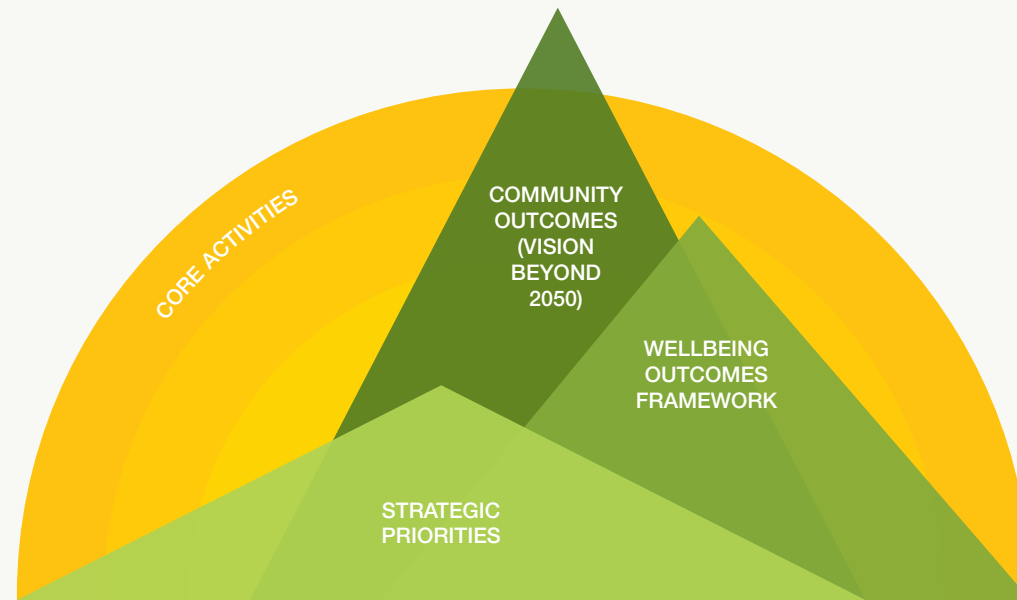 CORE ACTIVITIES
COMMUNITY
OUTCOMES
(VISION
BEYOND
2050)
WELLBEING
OUTCOMES
FRAMEWORK
STRATEGIC
PRIORITIES